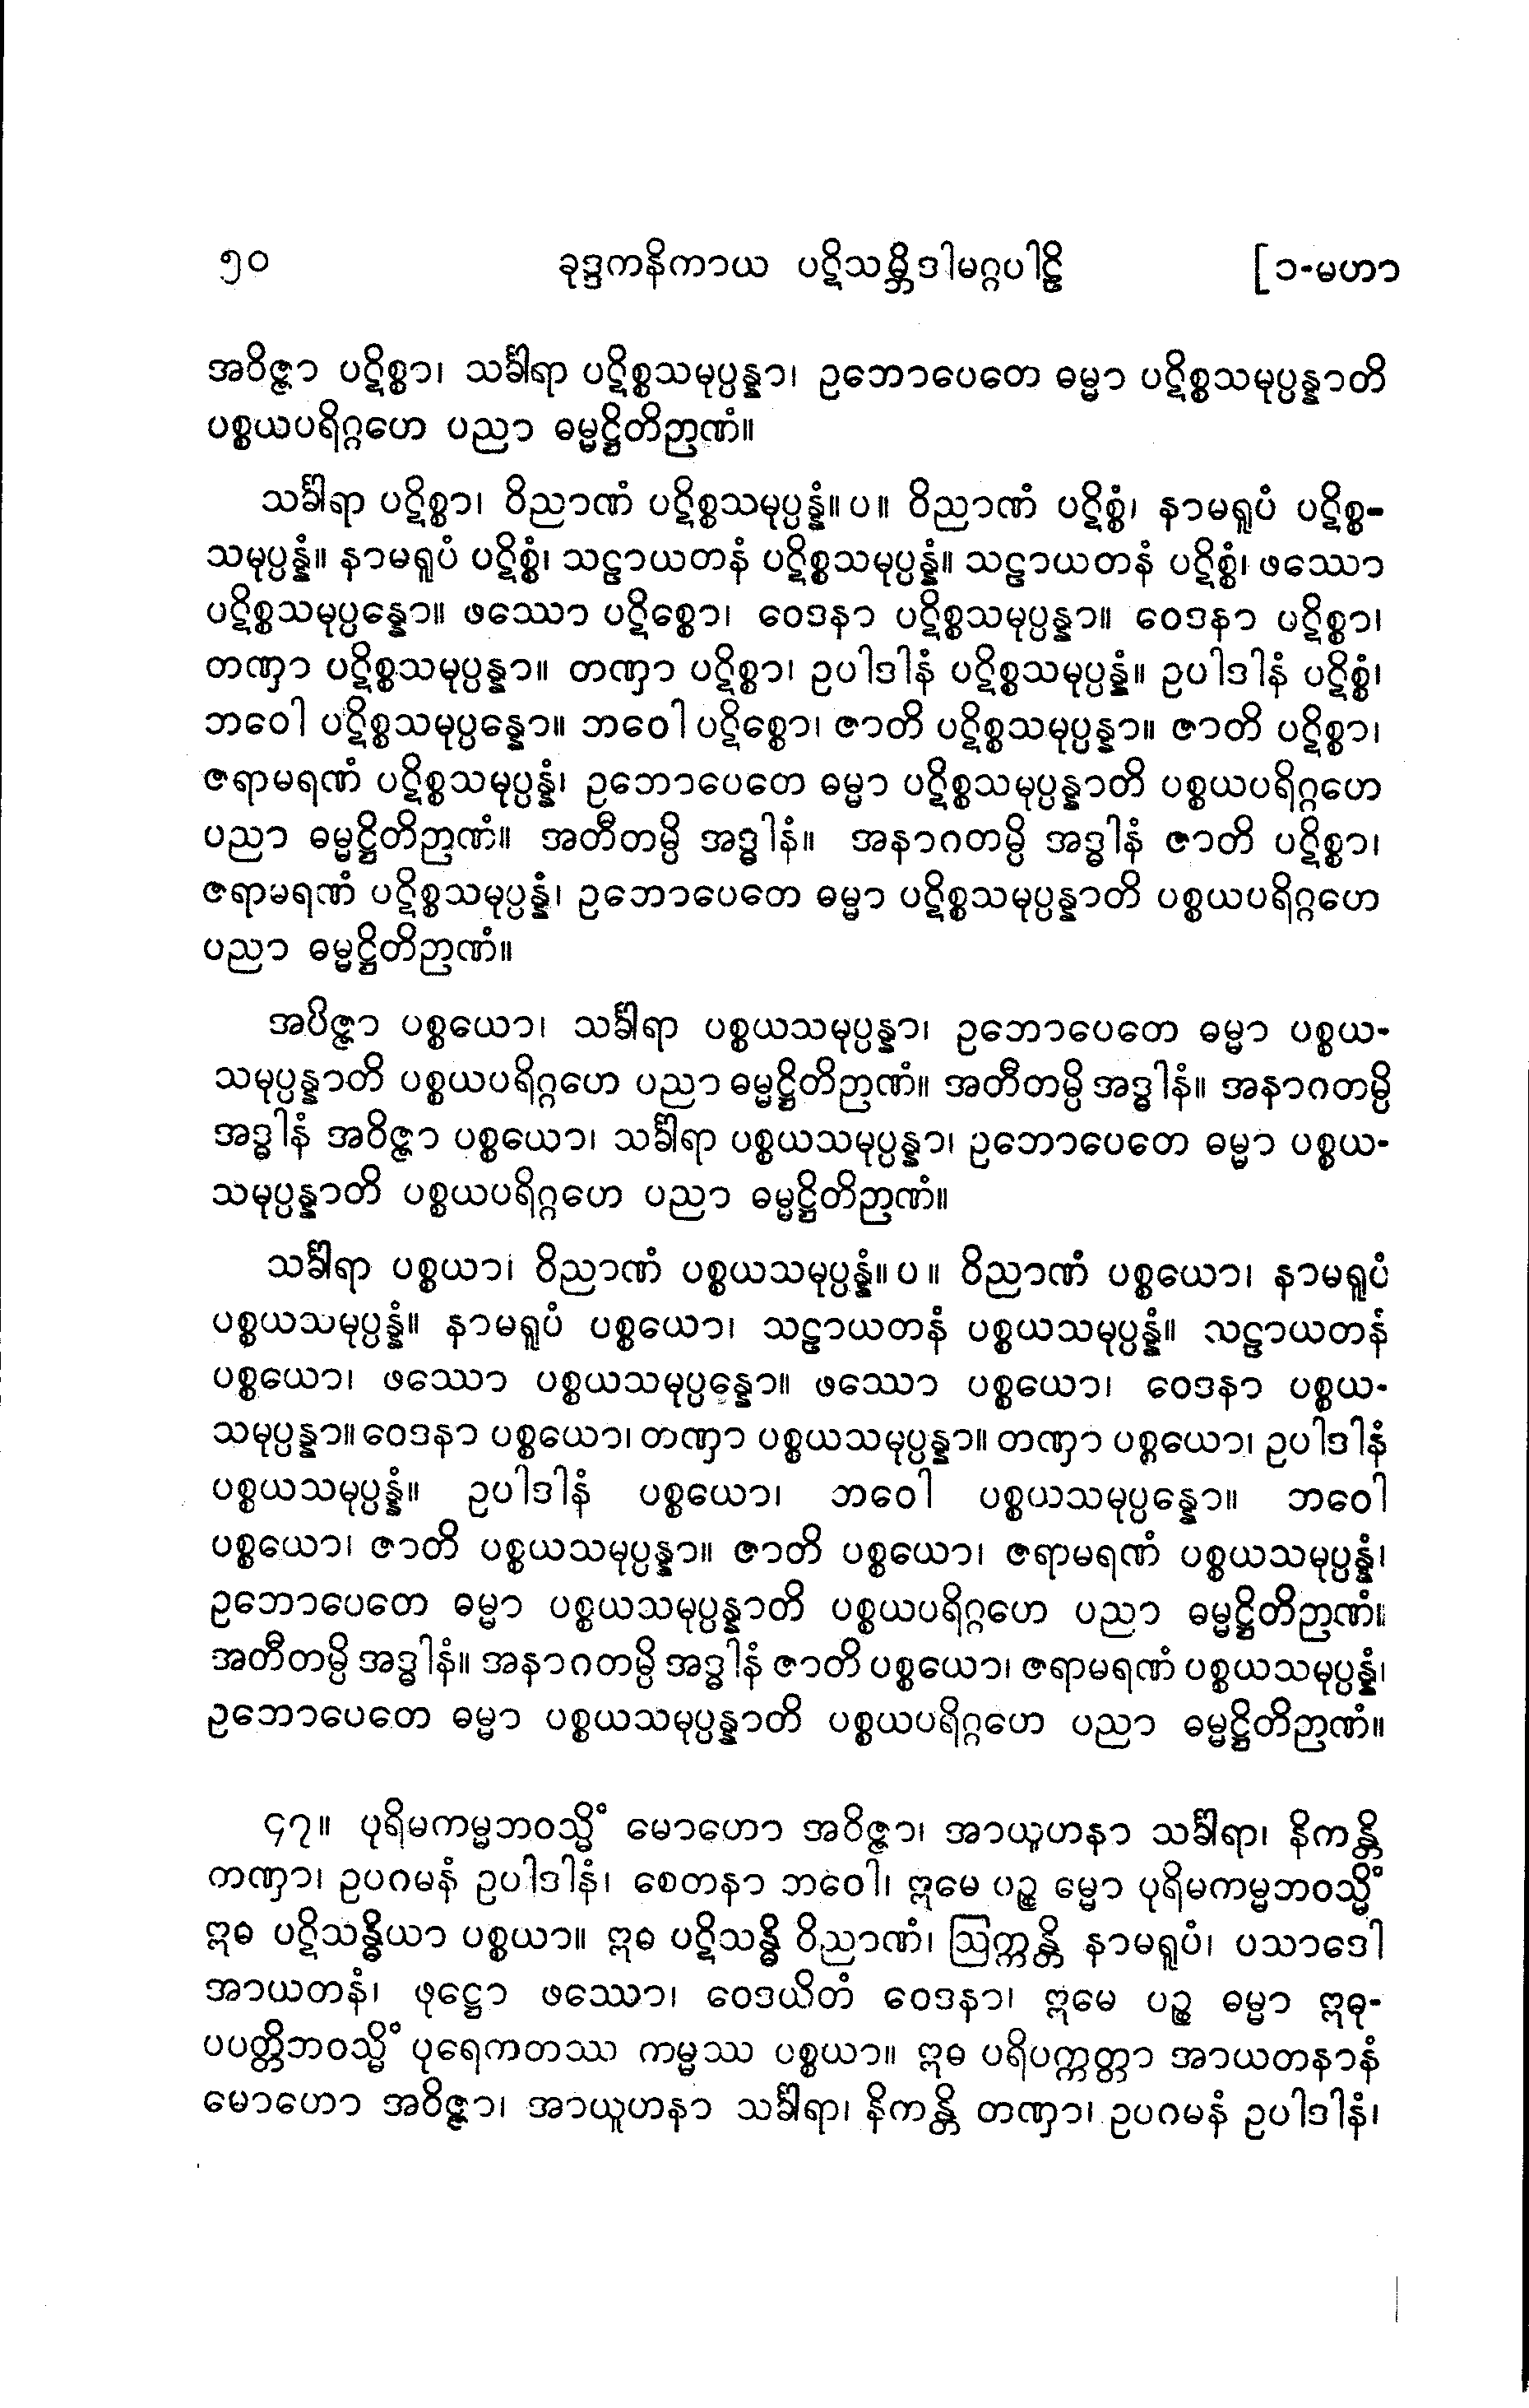 ၅၀ ခုဒ္ဒကနိကာယ ပဋိသမ္ဘိဒါမဂ္ဂပါဠိ [၁-မဟာ
အဝိဇ္ဇာ ပဋိစ္စာ၊ သင်္ခါရာ ပဋိစ္စသမုပ္ပန္နာ၊ ဥဘောပေတေ ဓမ္မာ ပဋိစ္စသမုပ္ပန္နာတိ
ပစ္စယပရိဂ္ဂဟေ ပညာ ဓမ္မဋ္ဌိတိဉာဏံ။
သင်္ခါရာ ပဋိစ္စာ၊ ဝိညာဏံ ပဋိစ္စသမုပ္ပန္နံ။ပ။ ဝိညာဏံ ပဋိစ္စံ၊ နာမရူပံ ပဋိစ္စ-
သမုပ္ပန္နံ။ နာမရူပံ ပဋိစ္စံ၊ သဠာယတနံ ပဋိစ္စသမုပ္ပန္နံ။ သဠာယတနံ ပဋိစ္စံ၊ ဖဿော
ပဋိစ္စသမုပ္ပန္နော။ ဖဿော ပဋိစ္စော၊ ဝေဒနာ ပဋိစ္စသမုပ္ပန္နာ။ ဝေဒနာ ပဋိစ္စာ၊
တဏှာ ပဋိစ္စသမုပ္ပန္နာ။ တဏှာ ပဋိစ္စာ၊ ဥပါဒါနံ ပဋိစ္စသမုပ္ပန္နံ။ ဥပါဒါနံ ပဋိစ္စံ၊
ဘဝေါ ပဋိစ္စသမုပ္ပန္နော။ ဘဝေါ ပဋိစ္စော၊ ဇာတိ ပဋိစ္စသမုပ္ပန္နာ။ ဇာတိ ပဋိစ္စာ၊
ဇရာမရဏံ ပဋိစ္စသမုပ္ပန္နံ၊ ဥဘောပေတေ ဓမ္မာ ပဋိစ္စသမုပ္ပန္နာတိ ပစ္စယပရိဂ္ဂဟေ
ပညာ ဓမ္မဋ္ဌိတိဉာဏံ။ အတီတမ္ပိ အဒ္ဓါနံ။ အနာဂတမ္ပိ အဒ္ဓါနံ ဇာတိ ပဋိစ္စာ၊
ဇရာမရဏံ ပဋိစ္စသမုပ္ပန္နံ၊ ဥဘောပေတေ ဓမ္မာ ပဋိစ္စသမုပ္ပန္နာတိ ပစ္စယပရိဂ္ဂဟေ
ပညာ ဓမ္မဋ္ဌိတိဉာဏံ။
အဝိဇ္ဇာ ပစ္စယော၊ သင်္ခါရာ ပစ္စယသမုပ္ပန္နာ၊ ဥဘောပေတေ ဓမ္မာ ပစ္စယ-
သမုပ္ပန္နာတိ ပစ္စယပရိဂ္ဂဟေ ပညာ ဓမ္မဋ္ဌိတိဉာဏံ။ အတီတမ္ပိ အဒ္ဓါနံ။ အနာဂတမ္ပိ
အဒ္ဓါနံ အဝိဇ္ဇာ ပစ္စယော၊ သင်္ခါရာ ပစ္စယသမုပ္ပန္နာ၊ ဥဘောပေတေ ဓမ္မာ ပစ္စယ-
သမုပ္ပန္နာတိ ပစ္စယပရိဂ္ဂဟေ ပညာ ဓမ္မဋ္ဌိတိဉာဏံ။
သင်္ခါရာ ပစ္စယာ၊ ဝိညာဏံ ပစ္စယသမုပ္ပန္နံ။ပ။ ဝိညာဏံ ပစ္စယော၊ နာမရူပံ
ပစ္စယသမုပ္ပန္နံ။ နာမရူပံ ပစ္စယော၊ သဠာယတနံ ပစ္စယသမုပ္ပန္နံ။ သဠာယတနံ
ပစ္စယော၊ ဖဿော ပစ္စယသမုပ္ပန္နော။ ဖဿော ပစ္စယော၊ ဝေဒနာ ပစ္စယ-
သမုပ္ပန္နာ။ ဝေဒနာ ပစ္စယော၊ တဏှာ ပစ္စယသမုပ္ပန္နာ။ တဏှာ ပစ္စယော၊ ဥပါဒါနံ
ပစ္စယသမုပ္ပန္နံ။ ဥပါဒါနံ ပစ္စယော၊ ဘဝေါ ပစ္စယသမုပ္ပန္နော။ ဘဝေါ
ပစ္စယော၊ ဇာတိ ပစ္စယသမုပ္ပန္နာ။ ဇာတိ ပစ္စယော၊ ဇရာမရဏံ ပစ္စယသမုပ္ပန္နံ၊
ဥဘောပေတေ ဓမ္မာ ပစ္စယသမုပ္ပန္နာတိ ပစ္စယပရိဂ္ဂဟေ ပညာ ဓမ္မဋ္ဌိတိဉာဏံ။
အတီတမ္ပိ အဒ္ဓါနံ။ အနာဂတမ္ပိ အဒ္ဓါနံ ဇာတိ ပစ္စယော၊ ဇရာမရဏံ ပစ္စယသမုပ္ပန္နံ၊
ဥဘောပေတေ ဓမ္မာ ပစ္စယသမုပ္ပန္နာတိ ပစ္စယပရိဂ္ဂဟေ ပညာ ဓမ္မဋ္ဌိတိဉာဏံ။
၄၇။ ပုရိမကမ္မဘဝသ္မိံ မောဟော အဝိဇ္ဇာ၊ အာယူဟနာ သင်္ခါရာ၊ နိကန္တိ
တဏှာ၊ ဥပဂမနံ ဥပါဒါနံ၊ စေတနာ ဘဝေါ၊ ဣမေ ပဉ္စ ဓမ္မော ပုရိမကမ္မဘဝသ္မိံ
ဣဓ ပဋိသန္ဓိယာ ပစ္စယာ။ ဣဓ ပဋိသန္ဓိ ဝိညာဏံ၊ ဩက္ကန္တိ နာမရူပံ၊ ပသာဒေါ
အာယတနံ၊ ဖုဋ္ဌော ဖဿော၊ ဝေဒယိတံ ဝေဒနာ၊ ဣမေ ပဉ္စ ဓမ္မာ ဣဓု-
ပပတ္တိဘဝသ္မိံ ပုရေကတဿ ကမ္မဿ ပစ္စယာ။ ဣဓ ပရိပက္ကတ္တာ အာယတနာနံ
မောဟော အဝိဇ္ဇာ၊ အာယူဟနာ သင်္ခါရာ၊ နိကန္တိ တဏှာ၊ ဥပဂမနံ ဥပါဒါနံ၊